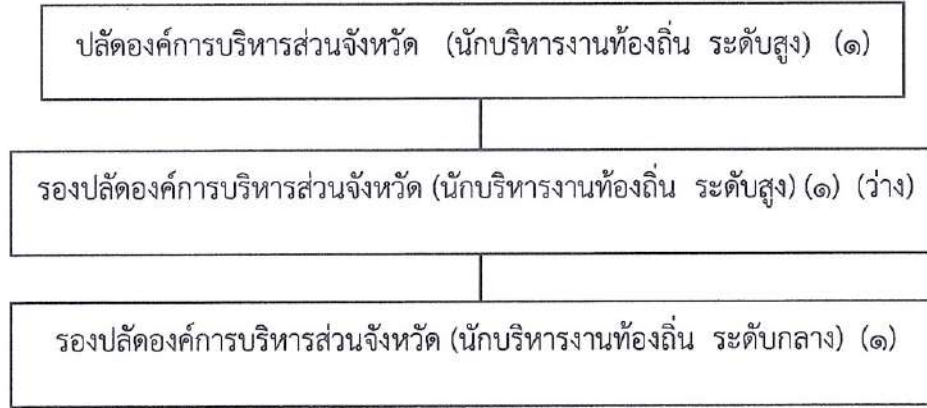 ปลัดองค์การบริหารส่วนจังหวัด (นักบริหารงานท้องถิ่น ระดับสูง) (๑)
รองปลัดองค์การบริหารส่วนจังหวัด (นักบริหารงานท้องถิ่น ระดับสูง) (๑) (ว่าง)
รองปลัดองค์การบริหารส่วนจังหวัด (นักบริหารงานท้องถิ่น ระดับกลาง) (๑)